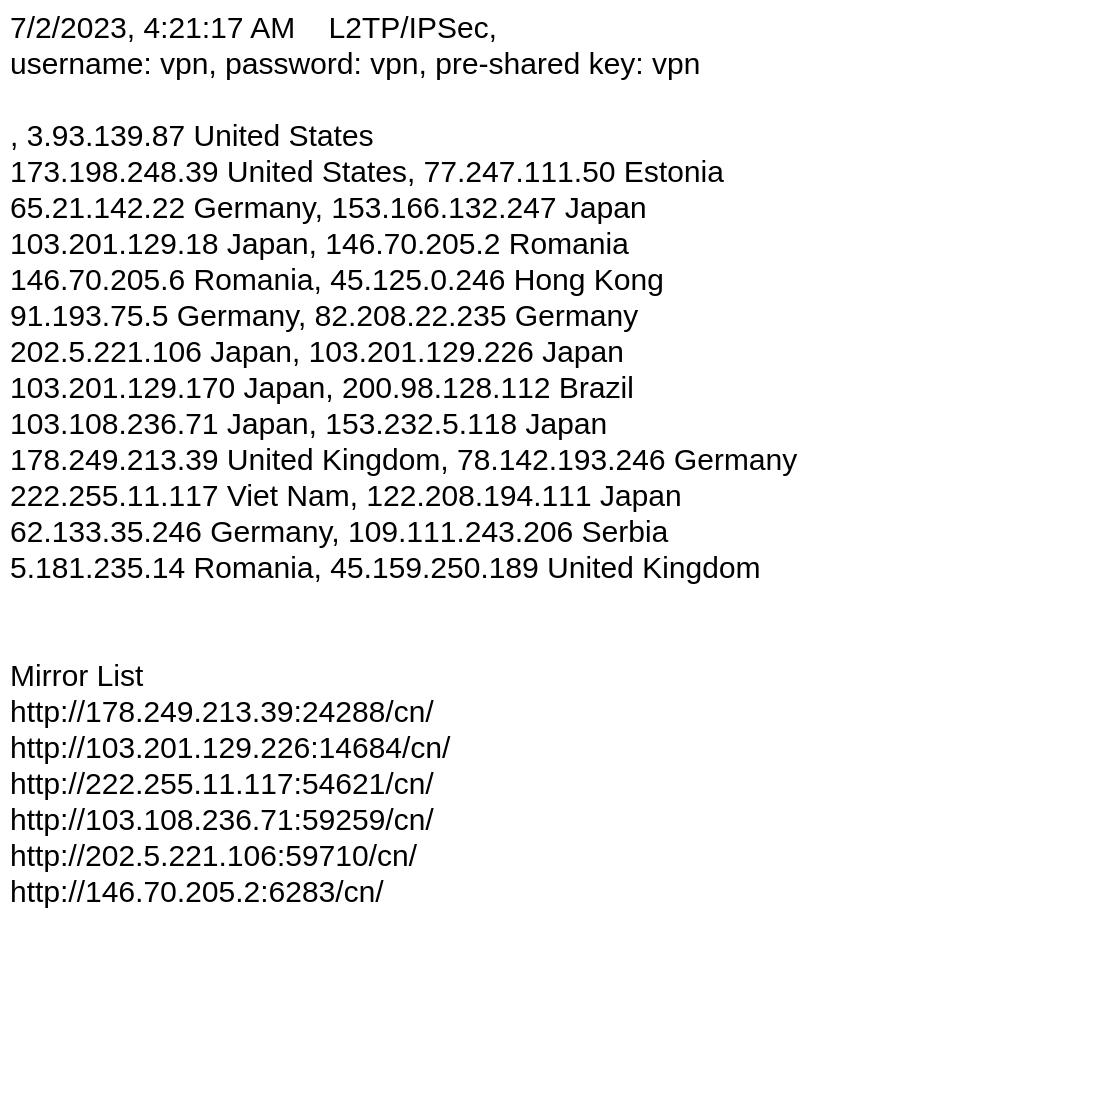 7/2/2023, 4:21:17 AM    L2TP/IPSec,
username: vpn, password: vpn, pre-shared key: vpn
, 3.93.139.87 United States
173.198.248.39 United States, 77.247.111.50 Estonia
65.21.142.22 Germany, 153.166.132.247 Japan
103.201.129.18 Japan, 146.70.205.2 Romania
146.70.205.6 Romania, 45.125.0.246 Hong Kong
91.193.75.5 Germany, 82.208.22.235 Germany
202.5.221.106 Japan, 103.201.129.226 Japan
103.201.129.170 Japan, 200.98.128.112 Brazil
103.108.236.71 Japan, 153.232.5.118 Japan
178.249.213.39 United Kingdom, 78.142.193.246 Germany
222.255.11.117 Viet Nam, 122.208.194.111 Japan
62.133.35.246 Germany, 109.111.243.206 Serbia
5.181.235.14 Romania, 45.159.250.189 United Kingdom
Mirror List
http://178.249.213.39:24288/cn/
http://103.201.129.226:14684/cn/
http://222.255.11.117:54621/cn/
http://103.108.236.71:59259/cn/
http://202.5.221.106:59710/cn/
http://146.70.205.2:6283/cn/